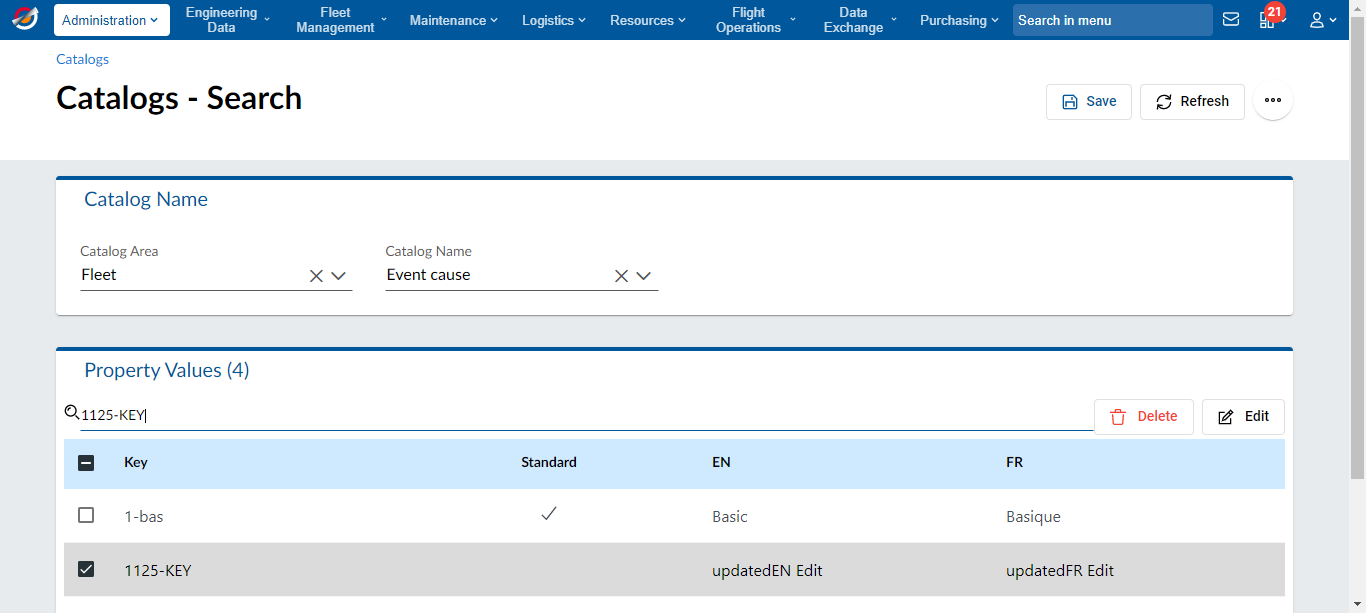 Administration
Engineering
Data
Fleet
Management
Maintenance
Logistics
Resources
Flight
Operations
Data
Exchange
Purchasing
Search in menu
21
Catalogs
Catalogs - Search
Save
Refresh
Catalog Name
Catalog Area
Catalog Name
Fleet
Event cause
Property Values (4)
1125-KEY
Delete
Edit
Key Standard EN FR
1-bas Basic Basique
1125-KEY updatedEN Edit updatedFR Edit